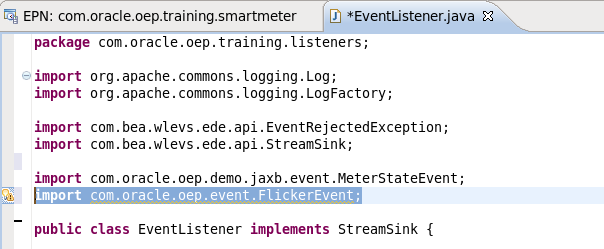 EPN: com.oracle.oep.training.smartmeter
*EventListener.java
package com.oracle.oep.training.listeners;
import org.apache.commons.logging.Log;
import org.apache.commons.logging.LogFactory;
import com.bea.wlevs.ede.api.EventRejectedException;
import com.bea.wlevs.ede.api.StreamSink;
import com.oracle.oep.demo.jaxb.event.MeterStateEvent;
import com.oracle.oep.event.FlickerEvent;
public class EventListener implements StreamSink {